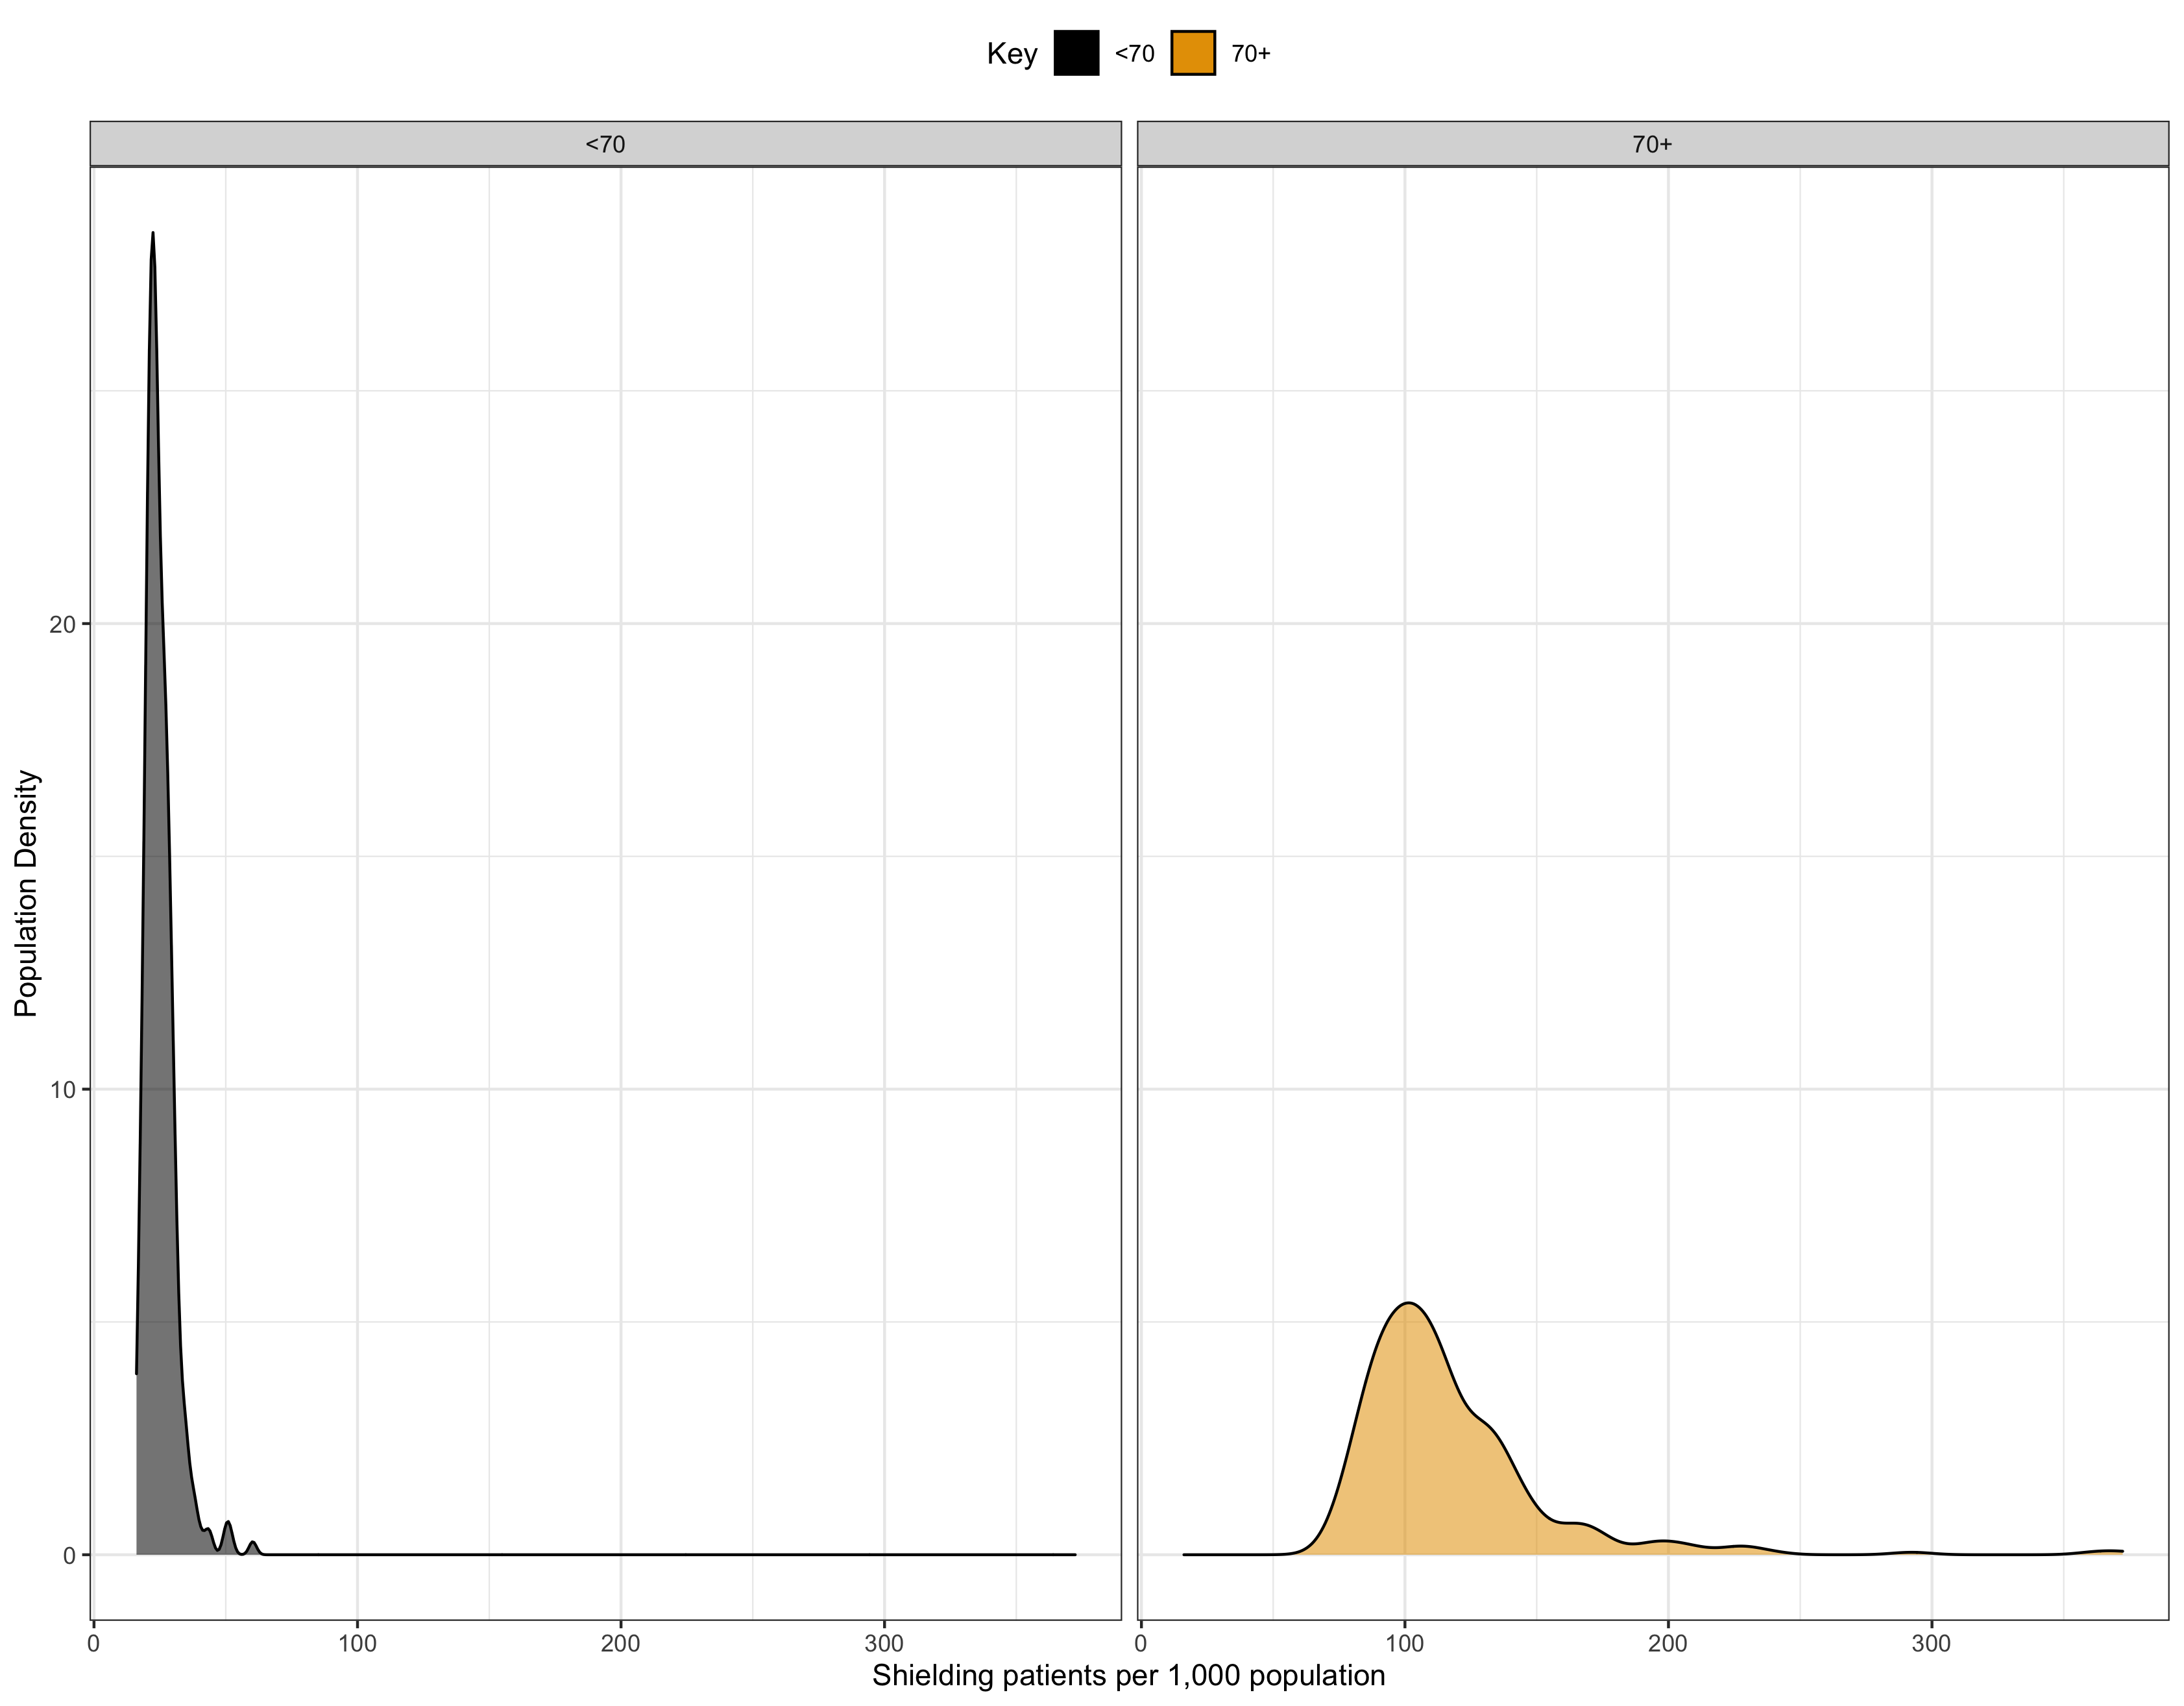 Key <70 70+
<70 70+
Population Density
20
10
0
0 100 200 300 0 100 200 300
Shielding patients per 1,000 population